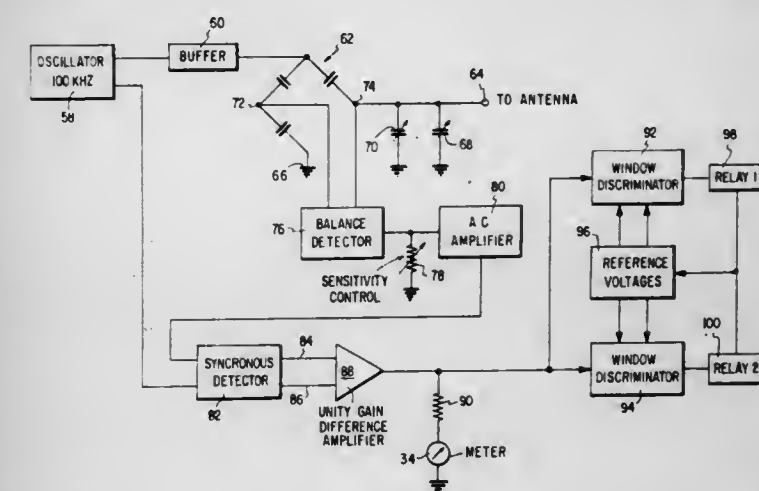 OSCILLATOR
100 KHZ
58
60
BUFFER
62
72
74
64
TO ANTENNA
66
70
68
76
BALANCE
DETECTOR
80
A C
AMPLIFIER
SENSITIVITY
CONTROL
78
92
WINDOW
DISCRIMINATOR
98
RELAY 1
96
REFERENCE
VOLTAGES
100
RELAY 2
WINDOW
DISCRIMINATOR
94
SYNCRONOUS
DETECTOR
82
84
86
88
UNITY GAIN
DIFFERENCE
AMPLIFIER
90
34
METER